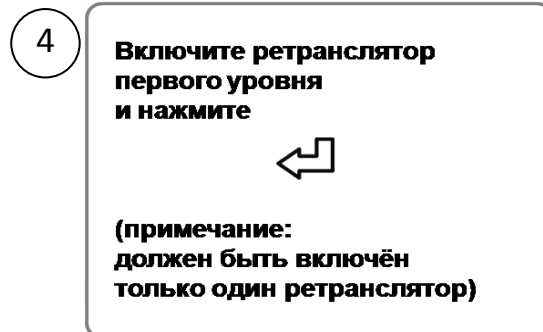 4
Включите ретранслятор
первого уровня
и нажмите
(примечание:
должен быть включён
только один ретранслятор)